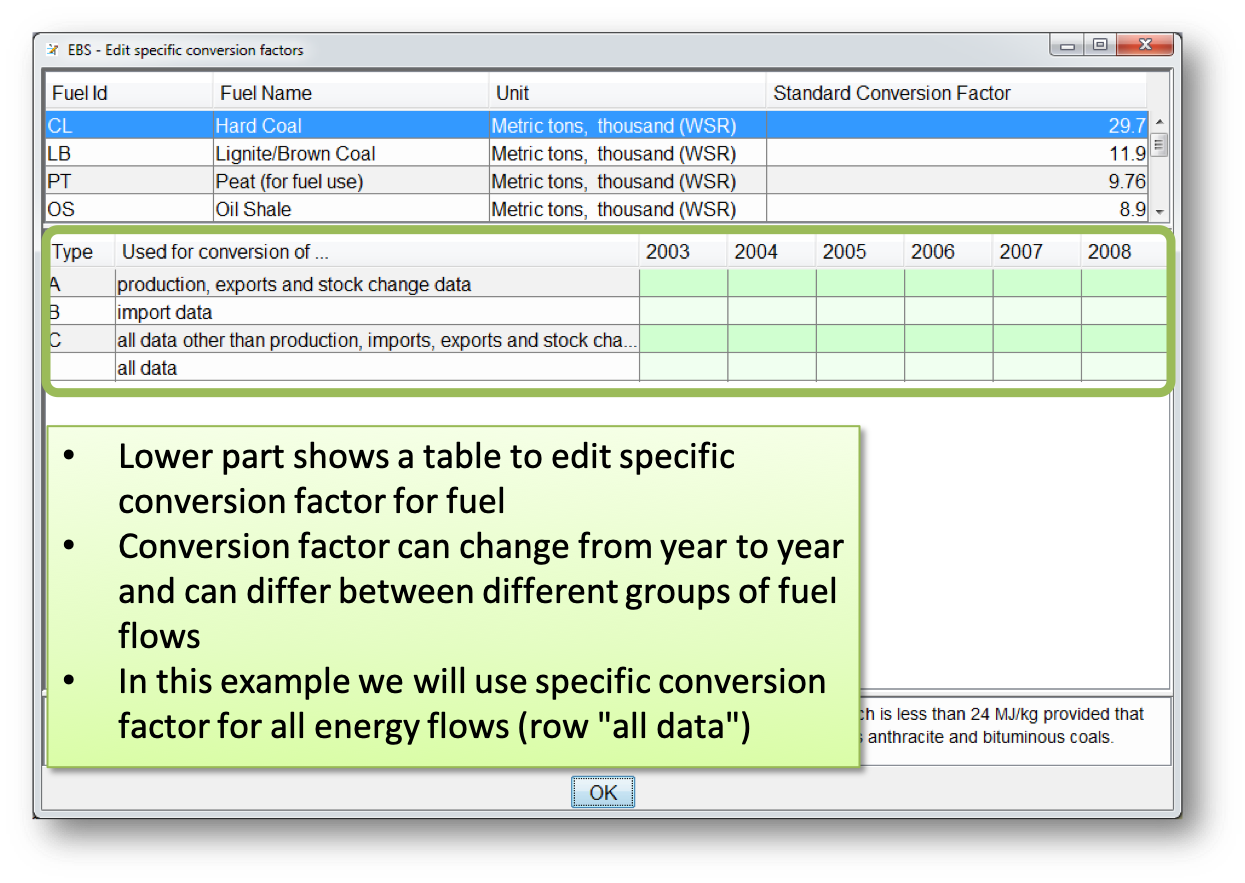 EBS - Edit specific conversion factors
Fuel Id Fuel Name Unit Standard Conversion Factor
CL Hard Coal Metric tons, thousand (WSR) 29.7
LB Lignite/Brown Coal Metric tons, thousand (WSR) 11.9
PT Peat (for fuel use) Metric tons, thousand (WSR) 9.76
OS Oil Shale Metric tons, thousand (WSR) 8.9
Type Used for conversion of ... 2003 2004 2005 2006 2007 2008
A production, exports and stock change data
B import data
C all data other than production, imports, exports and stock cha...
all data
• Lower part shows a table to edit specific
conversion factor for fuel
• Conversion factor can change from year to year
and can differ between different groups of fuel
flows
• In this example we will use specific conversion
factor for all energy flows (row "all data")
is less than 24 MJ/kg provided that
anthracite and bituminous coals.
OK